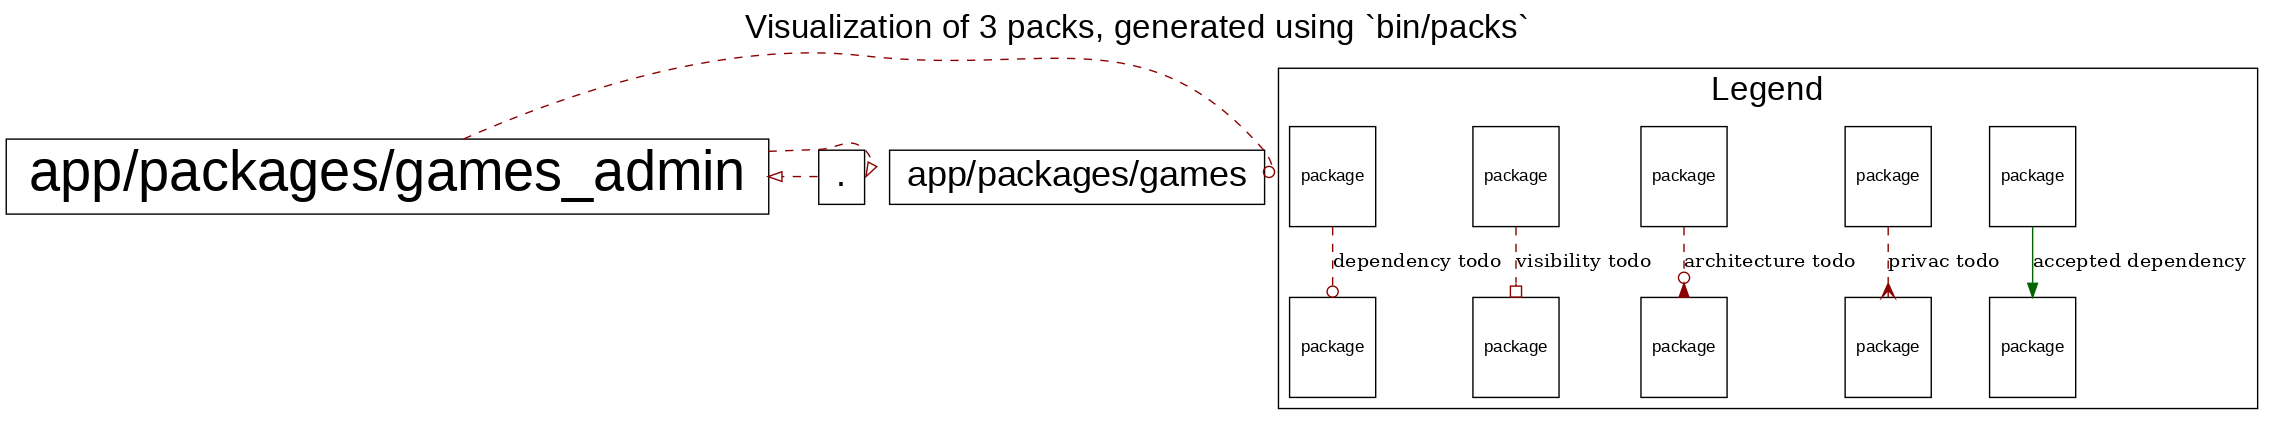 Visualization of 3 packs, generated using `bin/packs`
app/packages/games_admin
.
app/packages/games
Legend
package
package
package
package
package
dependency todo
visibility todo
architecture todo
privac todo
accepted dependency
package
package
package
package
package